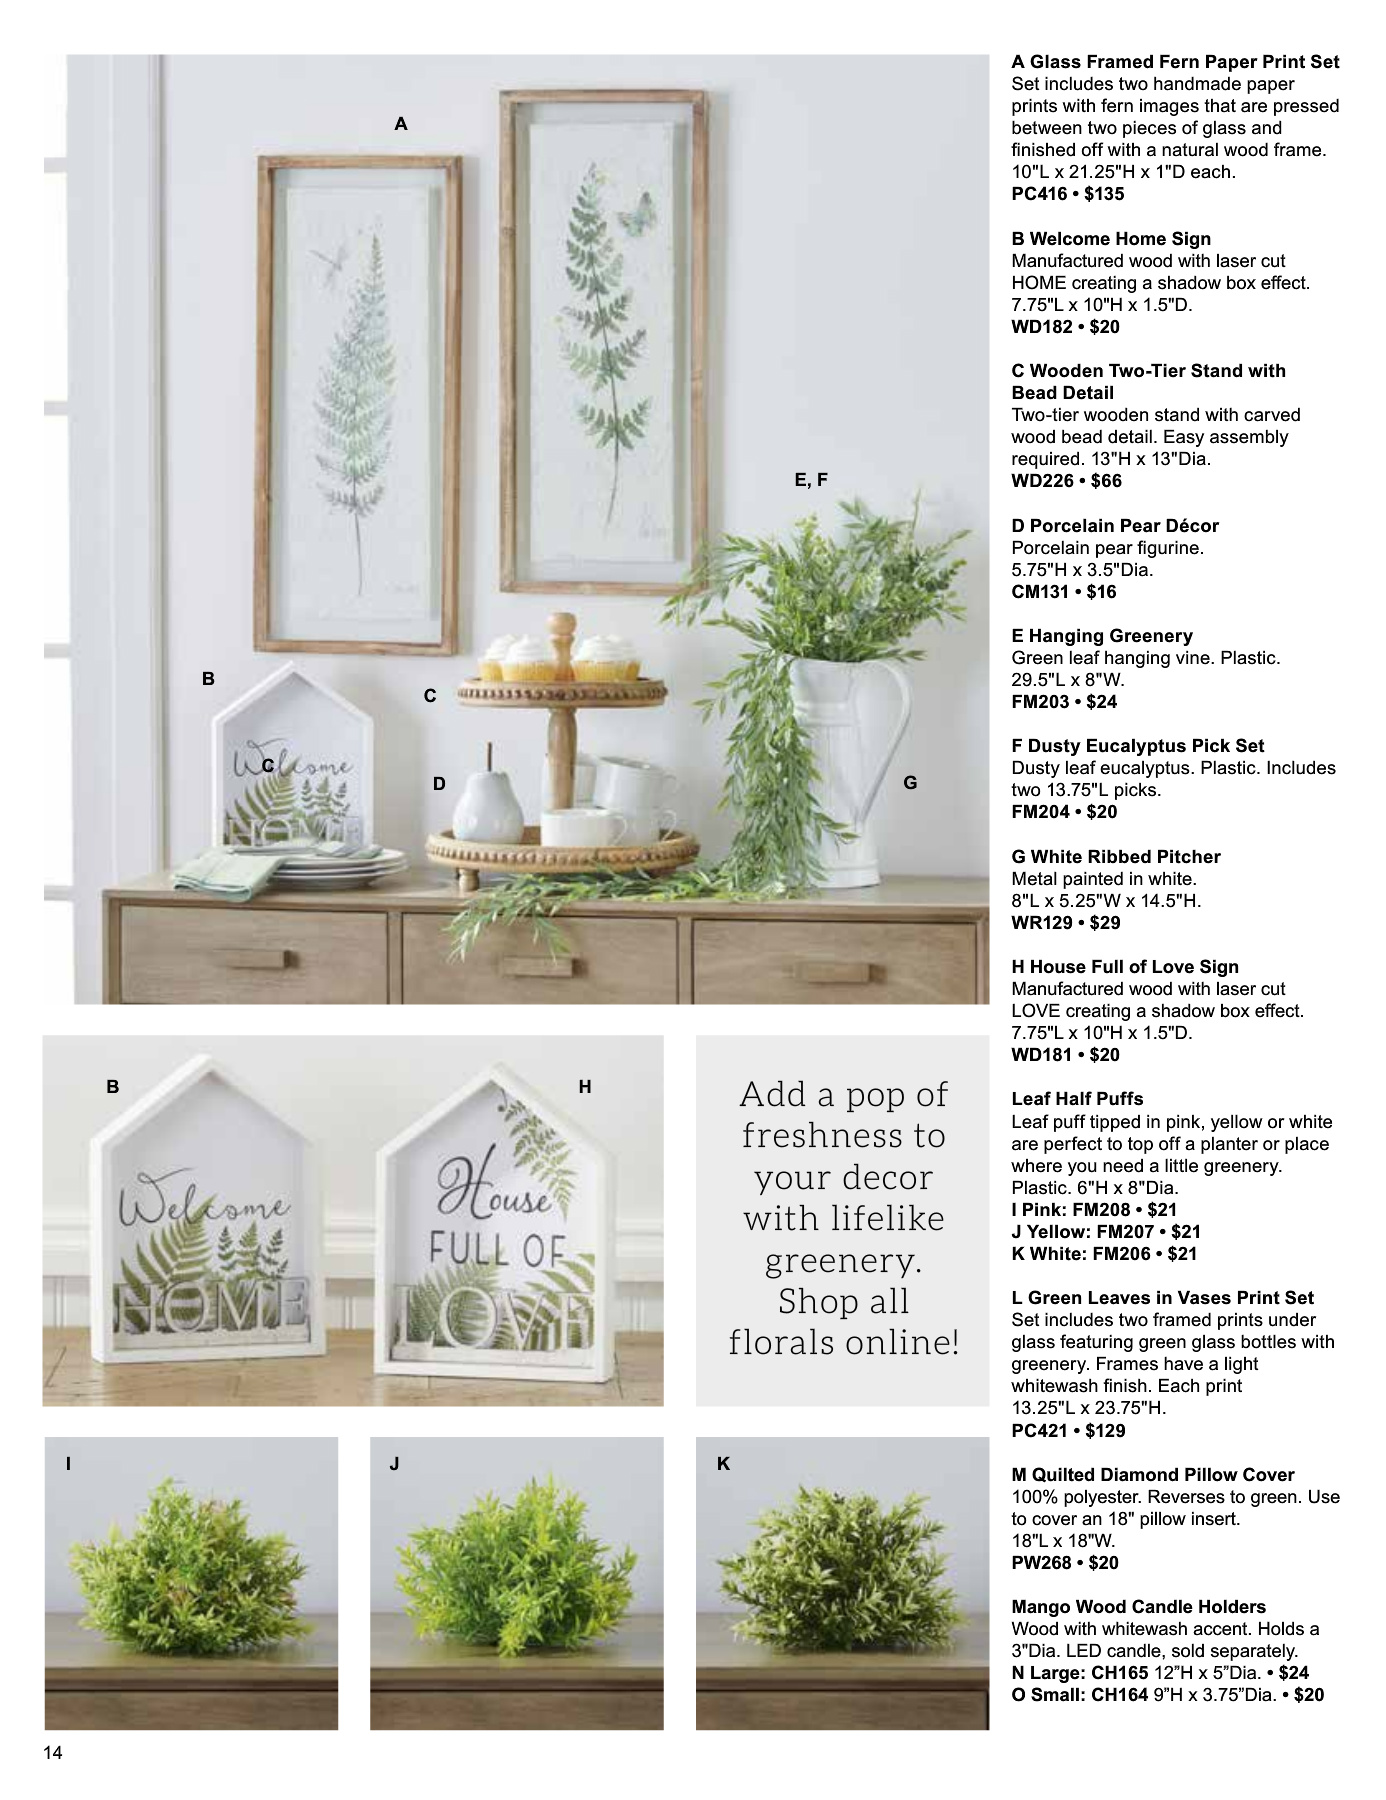 A
E, F
B
C
D
G
Welcome
C
HOME
B
H
Welcome
HOME
House
FULL OF
LOVE
Add a pop of
freshness to
your decor
with lifelike
greenery.
Shop all
florals online!
I
J
K
A Glass Framed Fern Paper Print Set
Set includes two handmade paper
prints with fern images that are pressed
between two pieces of glass and
finished off with a natural wood frame.
10"L x 21.25"H x 1"D each.
PC416 • $135
B Welcome Home Sign
Manufactured wood with laser cut
HOME creating a shadow box effect.
7.75"L x 10"H x 1.5"D.
WD182 • $20
C Wooden Two-Tier Stand with
Bead Detail
Two-tier wooden stand with carved
wood bead detail. Easy assembly
required. 13"H x 13"Dia.
WD226 • $66
D Porcelain Pear Décor
Porcelain pear figurine.
5.75"H x 3.5"Dia.
CM131 • $16
E Hanging Greenery
Green leaf hanging vine. Plastic.
29.5"L x 8"W.
FM203 • $24
F Dusty Eucalyptus Pick Set
Dusty leaf eucalyptus. Plastic. Includes
two 13.75"L picks.
FM204 • $20
G White Ribbed Pitcher
Metal painted in white.
8"L x 5.25"W x 14.5"H.
WR129 • $29
H House Full of Love Sign
Manufactured wood with laser cut
LOVE creating a shadow box effect.
7.75"L x 10"H x 1.5"D.
WD181 • $20
Leaf Half Puffs
Leaf puff tipped in pink, yellow or white
are perfect to top off a planter or place
where you need a little greenery.
Plastic. 6"H x 8"Dia.
I Pink: FM208 • $21
J Yellow: FM207 • $21
K White: FM206 • $21
L Green Leaves in Vases Print Set
Set includes two framed prints under
glass featuring green glass bottles with
greenery. Frames have a light
whitewash finish. Each print
13.25"L x 23.75"H.
PC421 • $129
M Quilted Diamond Pillow Cover
100% polyester. Reverses to green. Use
to cover an 18" pillow insert.
18"L x 18"W.
PW268 • $20
Mango Wood Candle Holders
Wood with whitewash accent. Holds a
3"Dia. LED candle, sold separately.
N Large: CH165 12”H x 5”Dia. • $24
O Small: CH164 9”H x 3.75”Dia. • $20
14